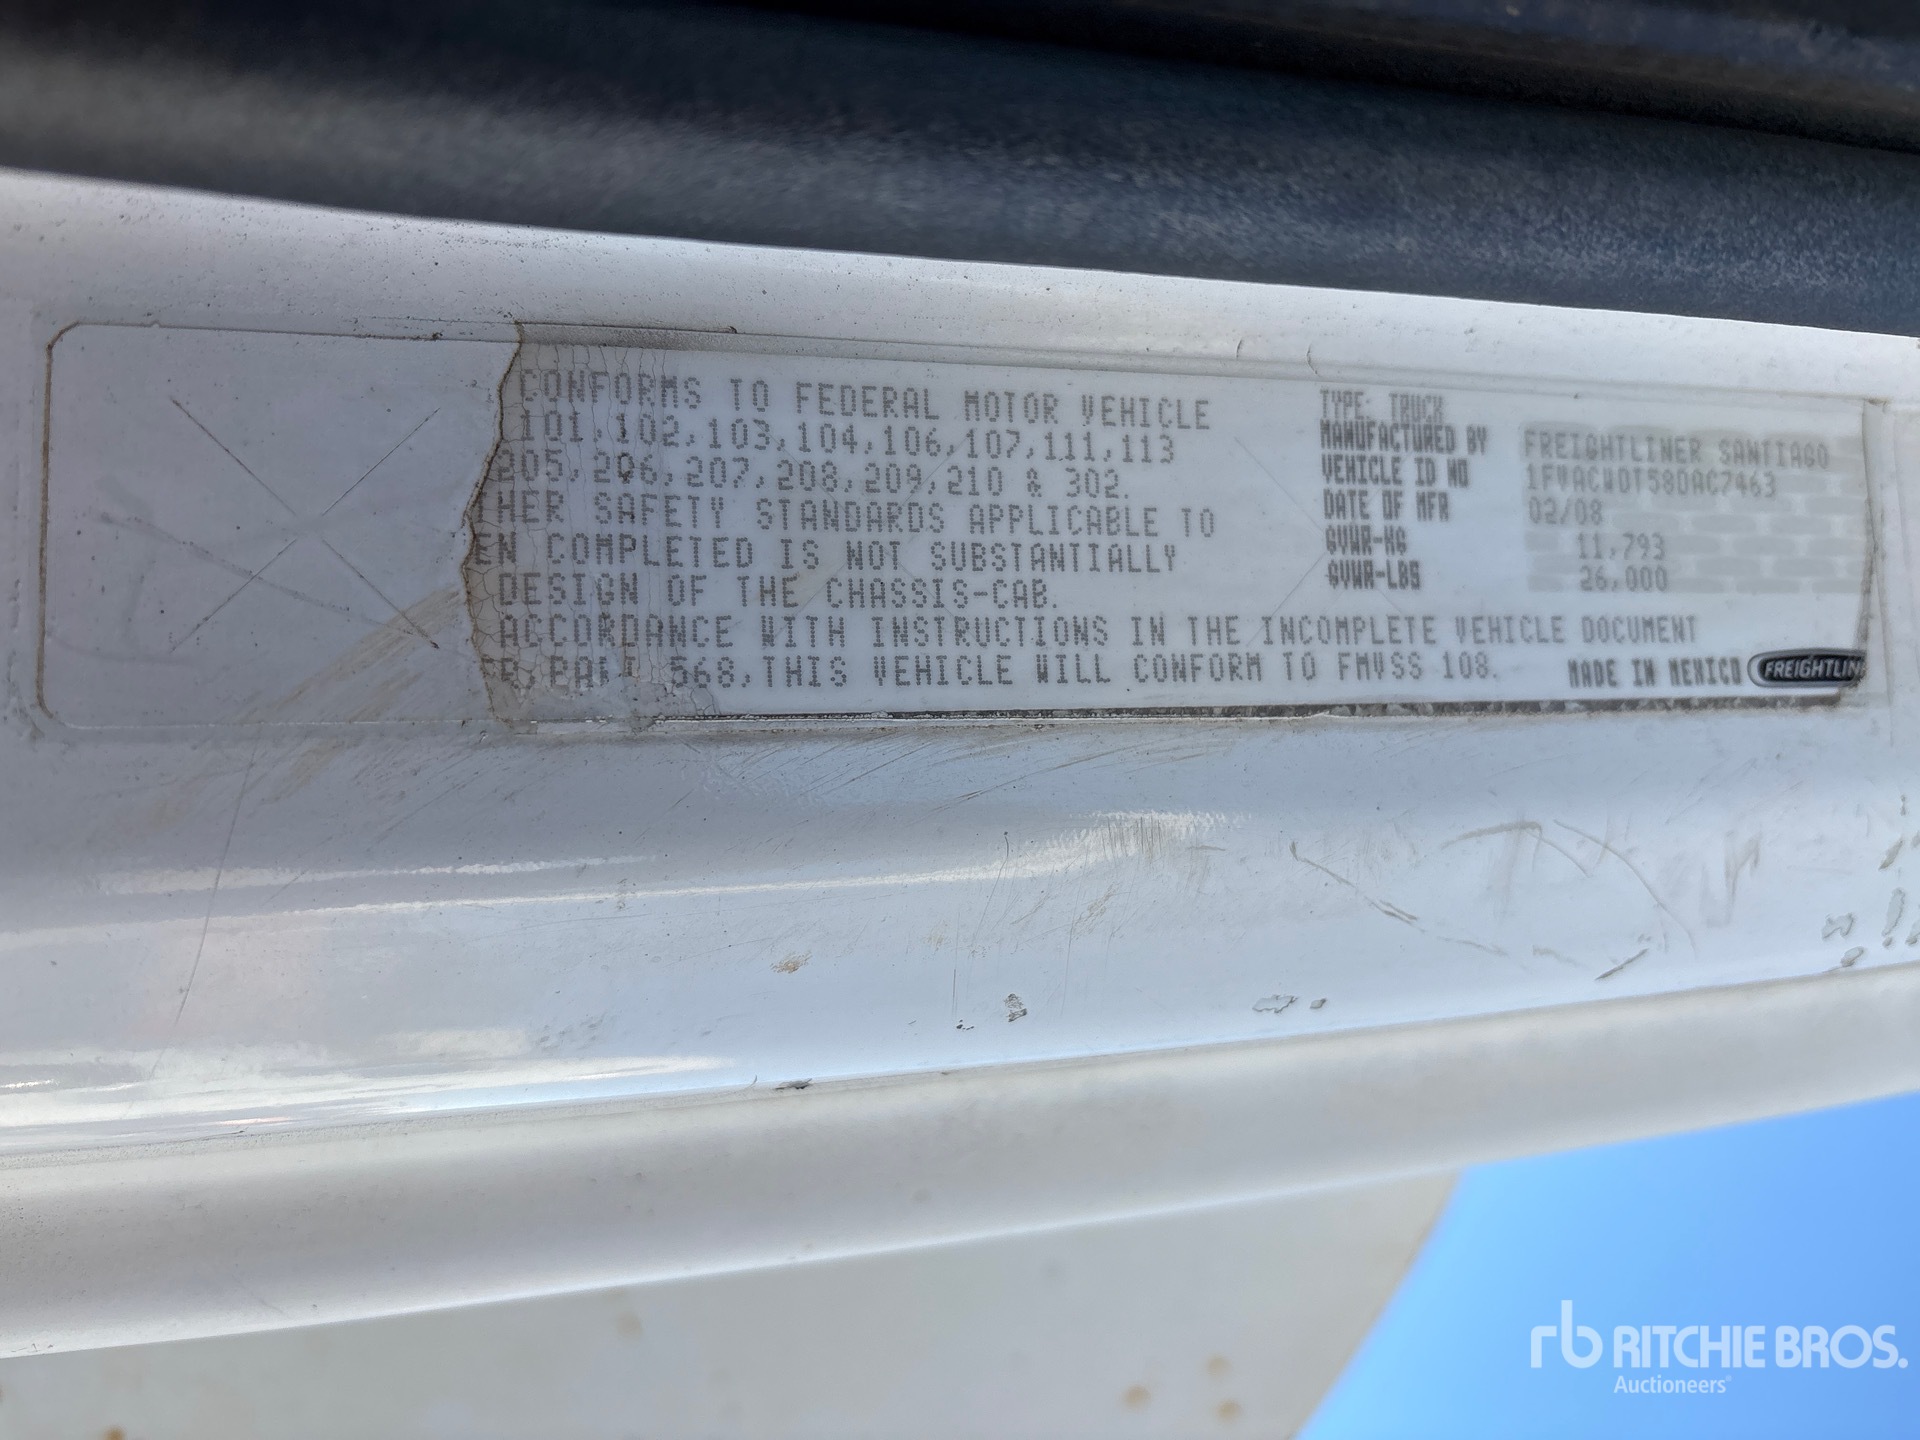 CONFORMS TO FEDERAL MOTOR VEHICLE
101,102,103,104,106,107,111,113
205,206,207,208,209,210 & 302.
HER SAFETY STANDARDS APPLICABLE TO
EN COMPLETED IS NOT SUBSTANTIALLY
DESIGN OF THE CHASSIS-CAB.
ACCORDANCE WITH INSTRUCTIONS IN THE INCOMPLETE VEHICLE DOCUMENT
ER PART 568,THIS VEHICLE WILL CONFORM TO FMVSS 108.
TYPE: TRUCK
MANUFACTURED BY FREIGHTLINER SANTIAGO
VEHICLE ID NO 1FVACWDT58DAC7463
DATE OF MFR 02/08
GVWR-KG 11,793
GVWR-LBS 26,000
MADE IN MEXICO FREIGHTLIN
rb RITCHIE BROS.
Auctioneers